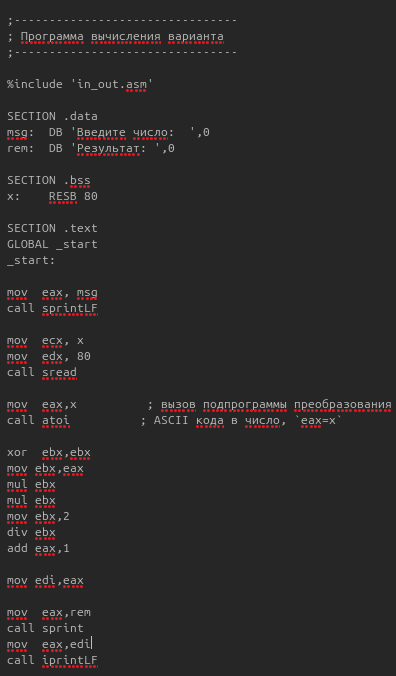 ;--------------------------------
; Программа вычисления варианта
;--------------------------------
%include 'in_out.asm'
SECTION .data
msg:  DB 'Введите число:  ',0
rem:  DB 'Результат: ',0
SECTION .bss
x:    RESB 80
SECTION .text
GLOBAL _start
_start:
mov  eax, msg
call sprintLF
mov  ecx, x
mov  edx, 80
call sread
mov  eax,x          ; вызов подпрограммы преобразования
call atoi          ; ASCII кода в число, `eax=x`
xor  ebx,ebx
mov ebx,eax
mul ebx
mul ebx
mov ebx,2
div ebx
add eax,1
mov edi,eax
mov  eax,rem
call sprint
mov  eax,edi
call iprintLF